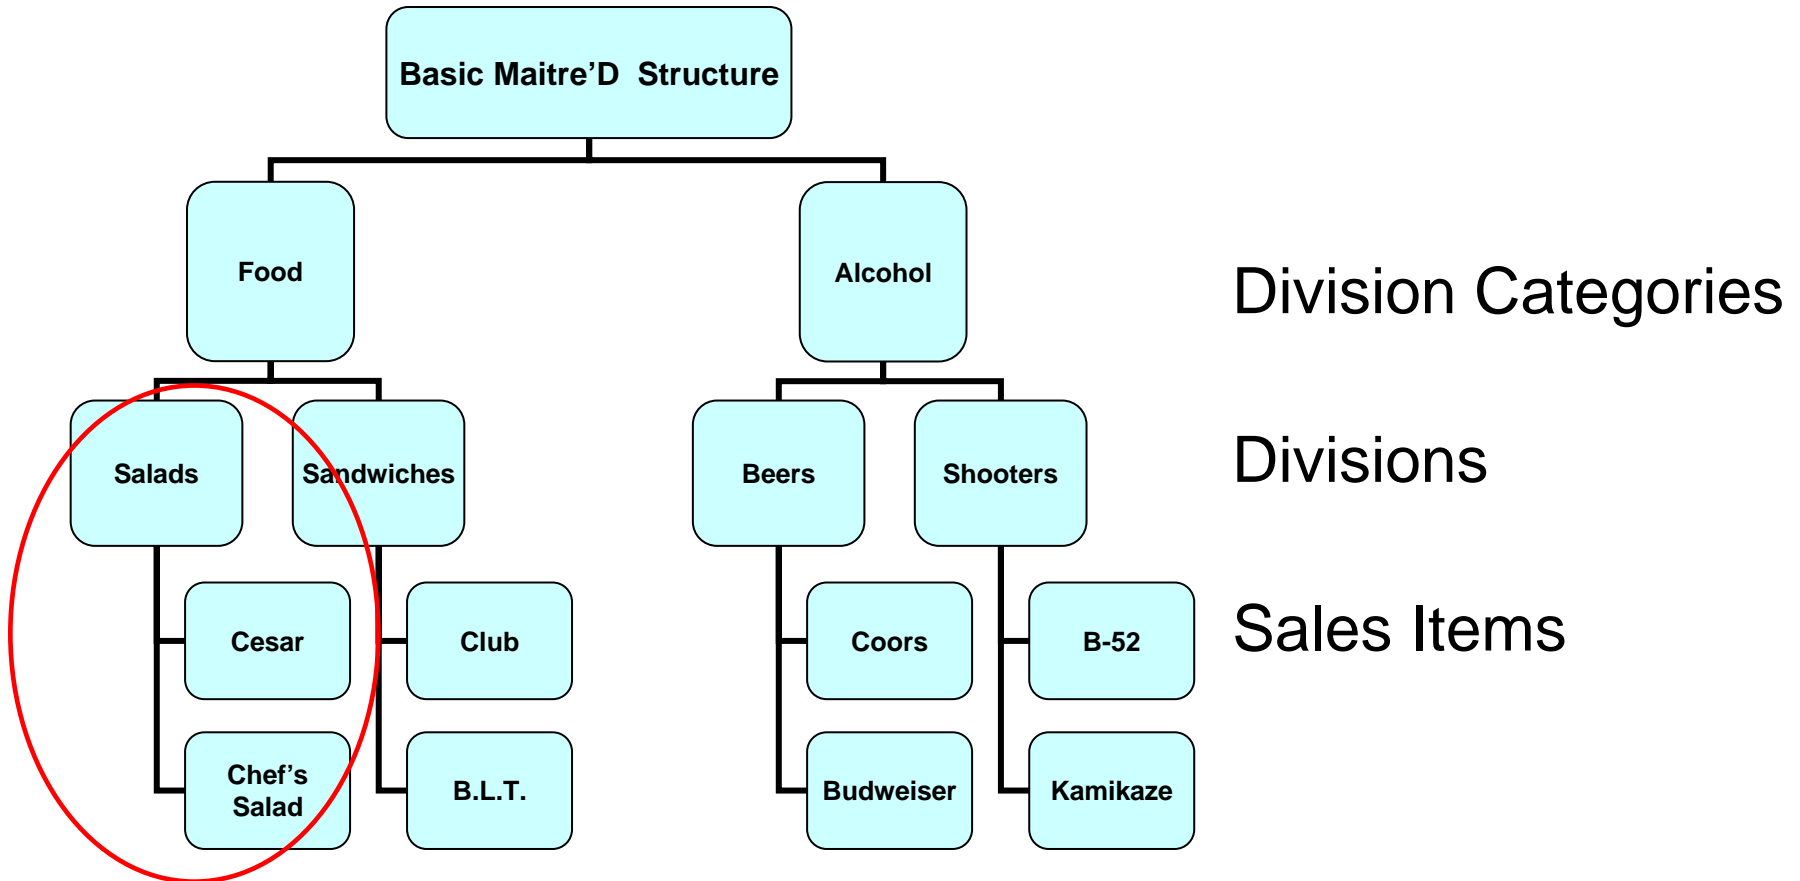 Basic Maitre’D  Structure
Food
Alcohol
Division Categories
Salads
Sandwiches
Beers
Shooters
Divisions
Cesar
Club
Coors
B-52
Sales Items
Chef’s
Salad
B.L.T.
Budweiser
Kamikaze